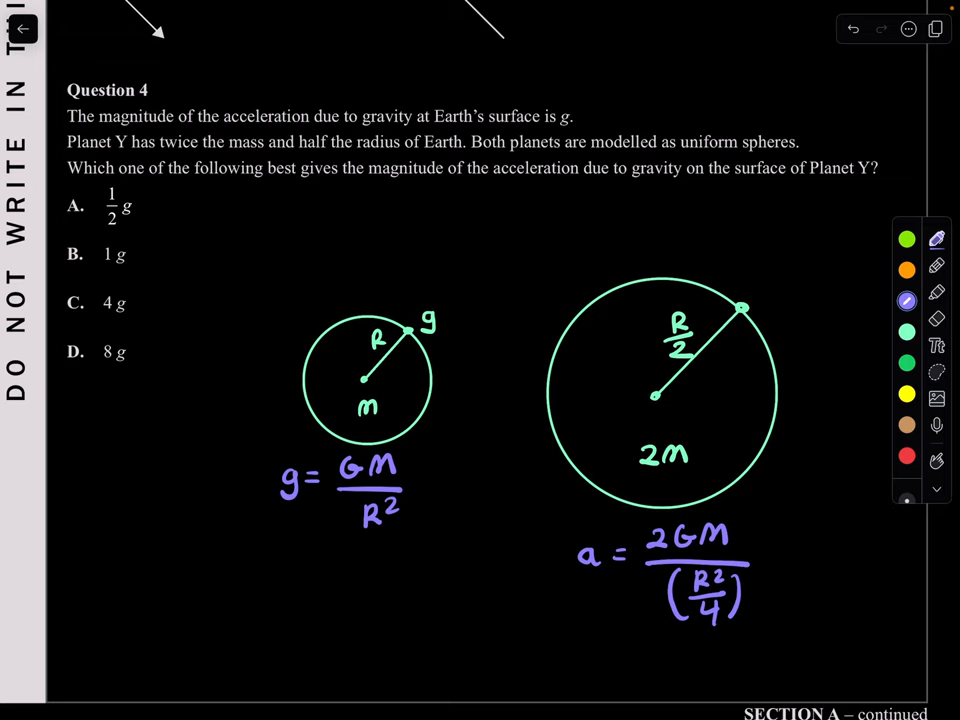 DO NOT WRITE IN THI
Question 4
The magnitude of the acceleration due to gravity at Earth's surface is g.
Planet Y has twice the mass and half the radius of Earth. Both planets are modelled as uniform spheres.
Which one of the following best gives the magnitude of the acceleration due to gravity on the surface of Planet Y?
A. 1/2 g
B. 1 g
C. 4 g
D. 8 g
g
R
m
R/2
2M
g = GM/R²
a = 2GM/(R²/4)
Tt
SECTION A – continued